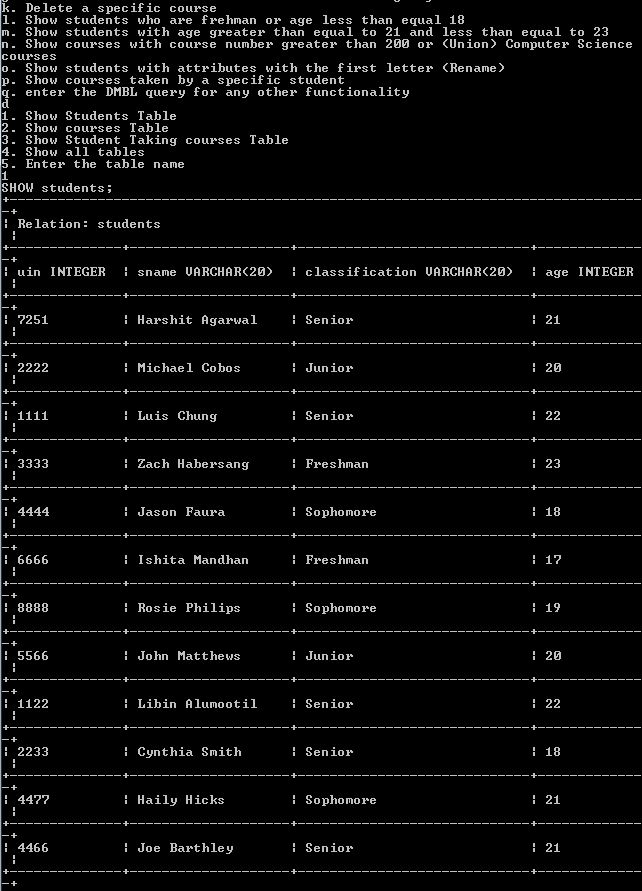 k. Delete a specific course
l. Show students who are frehman or age less than equal 18
m. Show students with age greater than equal to 21 and less than equal to 23
n. Show courses with course number greater than 200 or (Union) Computer Science
courses
o. Show students with attributes with the first letter (Rename)
p. Show courses taken by a specific student
q. enter the DMBL query for any other functionality
d
1. Show Students Table
2. Show courses Table
3. Show Student Taking courses Table
4. Show all tables
5. Enter the table name
1
SHOW students;
| Relation: students
| uin INTEGER | sname VARCHAR(20) | classification VARCHAR(20) | age INTEGER
| 7251 | Harshit Agarwal | Senior | 21
| 2222 | Michael Cobos | Junior | 20
| 1111 | Luis Chung | Senior | 22
| 3333 | Zach Habersang | Freshman | 23
| 4444 | Jason Faura | Sophomore | 18
| 6666 | Ishita Mandhan | Freshman | 17
| 8888 | Rosie Philips | Sophomore | 19
| 5566 | John Matthews | Junior | 20
| 1122 | Libin Alumootil | Senior | 22
| 2233 | Cynthia Smith | Senior | 18
| 4477 | Haily Hicks | Sophomore | 21
| 4466 | Joe Barthley | Senior | 21